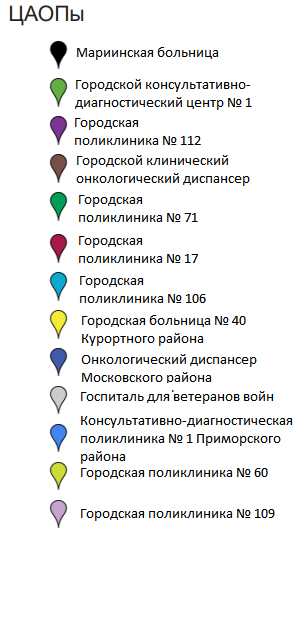 ЦАОПы
Мариинская больница
Городской консультативно-
диагностический центр № 1
Городская
поликлиника № 112
Городской клинический
онкологический диспансер
Городская
поликлиника № 71
Городская
поликлиника № 17
Городская
поликлиника № 106
Городская больница № 40
Курортного района
Онкологический диспансер
Московского района
Госпиталь для ветеранов войн
Консультативно-диагностическая
поликлиника № 1 Приморского
района
Городская поликлиника № 60
Городская поликлиника № 109